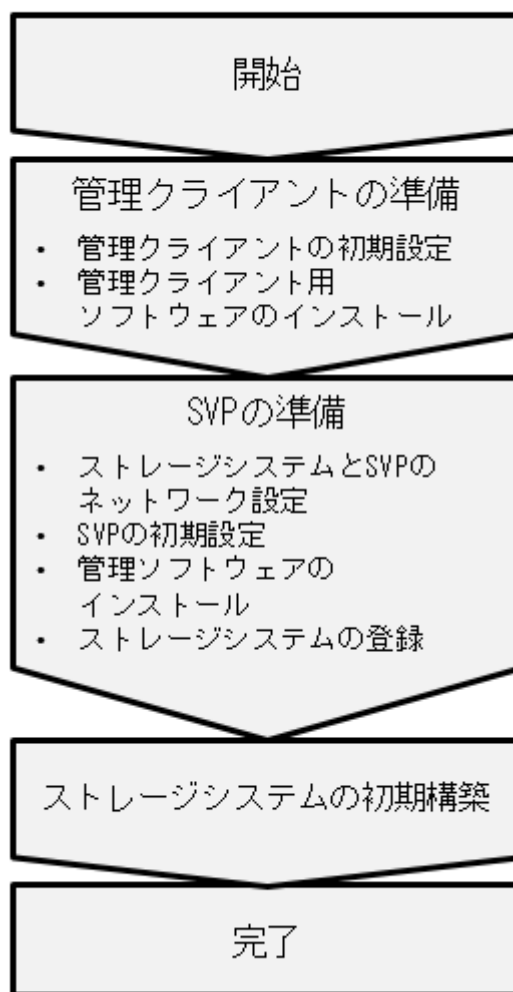 開始
管理クライアントの準備
・ 管理クライアントの初期設定
・ 管理クライアント用
ソフトウェアのインストール
SVPの準備
・ ストレージシステムとSVPの
ネットワーク設定
・ SVPの初期設定
・ 管理ソフトウェアの
インストール
・ ストレージシステムの登録
ストレージシステムの初期構築
完了